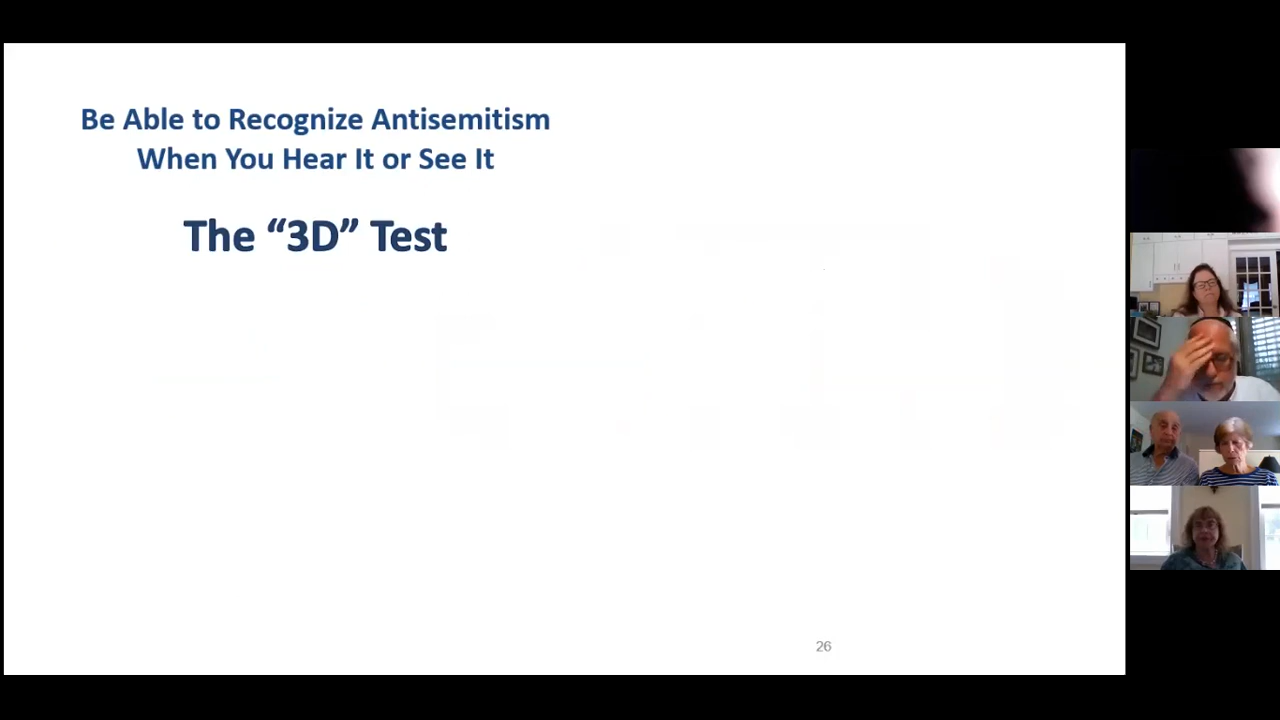 Be Able to Recognize Antisemitism
When You Hear It or See It
The “3D” Test
26